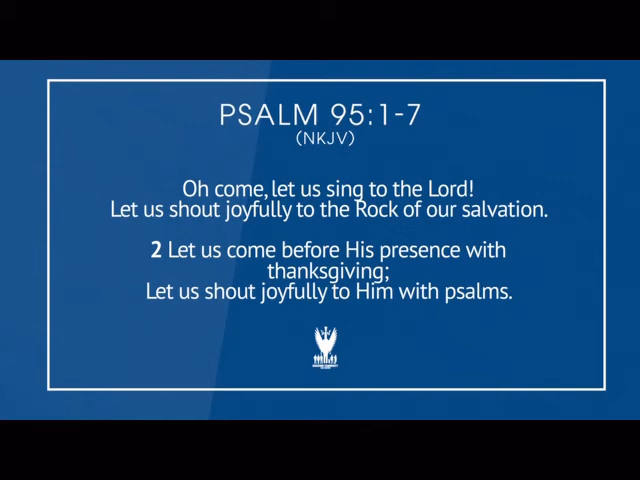 PSALM 95:1-7
(NKJV)
Oh come, let us sing to the Lord!
Let us shout joyfully to the Rock of our salvation.
2 Let us come before His presence with
thanksgiving;
Let us shout joyfully to Him with psalms.